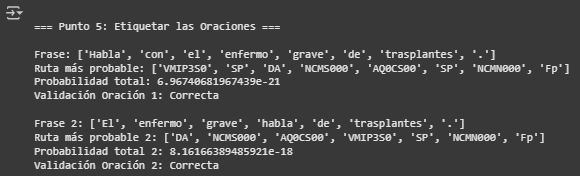 === Punto 5: Etiquetar las Oraciones ===
Frase: ['Habla', 'con', 'el', 'enfermo', 'grave', 'de', 'trasplantes', '.']
Ruta más probable: ['VMIP3S0', 'SP', 'DA', 'NCMS000', 'AQ0CS00', 'SP', 'NCMN000', 'Fp']
Probabilidad total: 6.96740681967439e-21
Validación Oración 1: Correcta
Frase 2: ['El', 'enfermo', 'grave', 'habla', 'de', 'trasplantes', '.']
Ruta más probable 2: ['DA', 'NCMS000', 'AQ0CS00', 'VMIP3S0', 'SP', 'NCMN000', 'Fp']
Probabilidad total 2: 8.16166389485921e-18
Validación Oración 2: Correcta